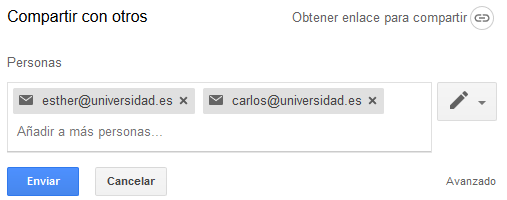 Compartir con otros
Obtener enlace para compartir
Personas
esther@universidad.es × carlos@universidad.es ×
Añadir a más personas...
Enviar Cancelar Avanzado